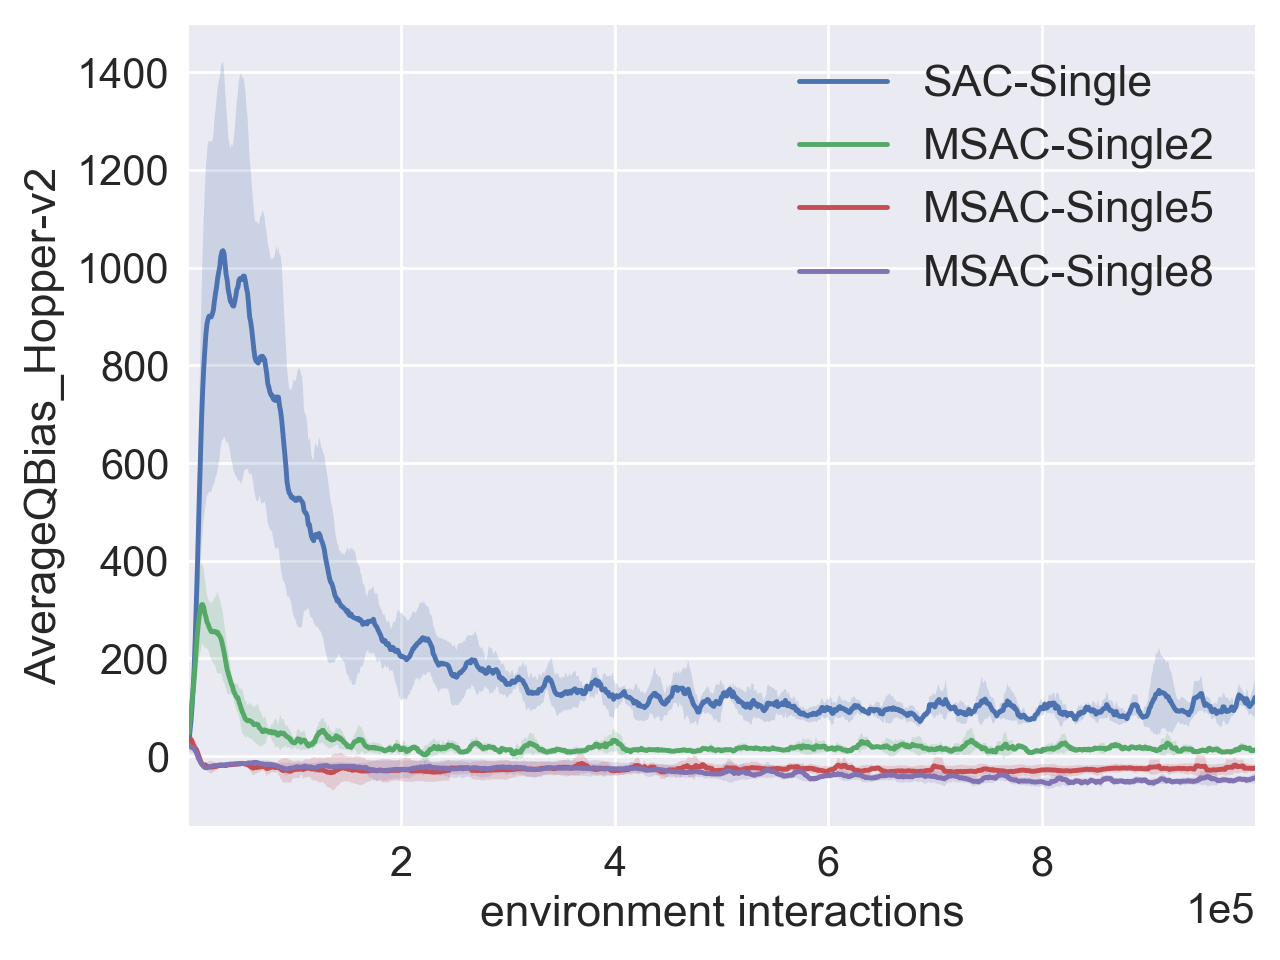 AverageQBias_Hopper-v2
1400
1200
1000
800
600
400
200
0
SAC-Single
MSAC-Single2
MSAC-Single5
MSAC-Single8
2 4 6 8
environment interactions
1e5